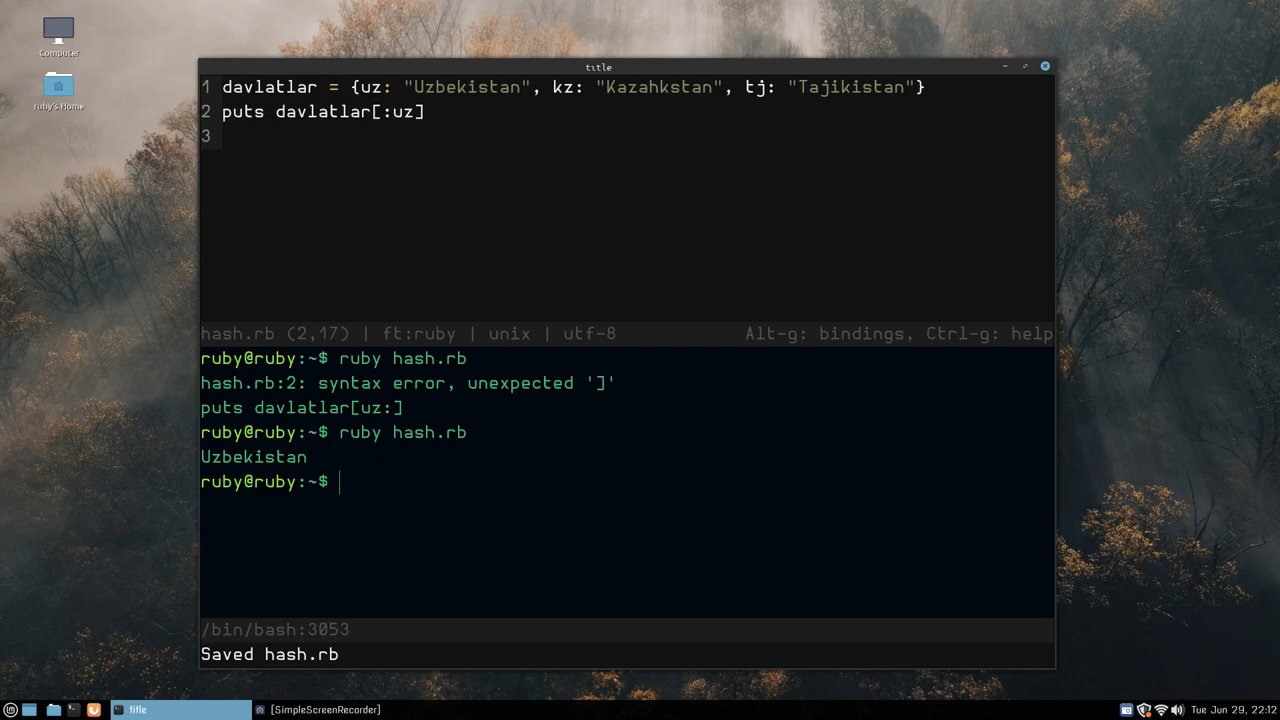 Computer
ruby's Home
title
1 davlatlar = {uz: "Uzbekistan", kz: "Kazahkstan", tj: "Tajikistan"}
2 puts davlatlar[:uz]
3
hash.rb (2,17) | ft:ruby | unix | utf-8 Alt-g: bindings, Ctrl-g: help
ruby@ruby:~$ ruby hash.rb
hash.rb:2: syntax error, unexpected ']'
puts davlatlar[uz:]
ruby@ruby:~$ ruby hash.rb
Uzbekistan
ruby@ruby:~$
/bin/bash:3053
Saved hash.rb
title [SimpleScreenRecorder] Tue Jun 29, 22:12